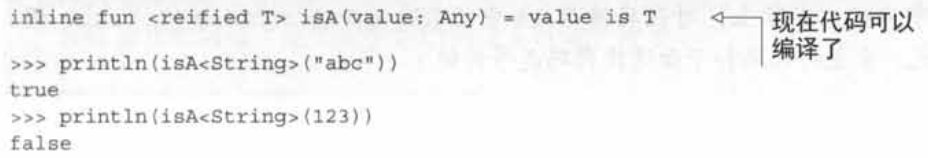 inline fun <reified T> isA(value: Any) = value is T
现在代码可以
编译了
>>> println(isA<String>("abc"))
true
>>> println(isA<String>(123))
false